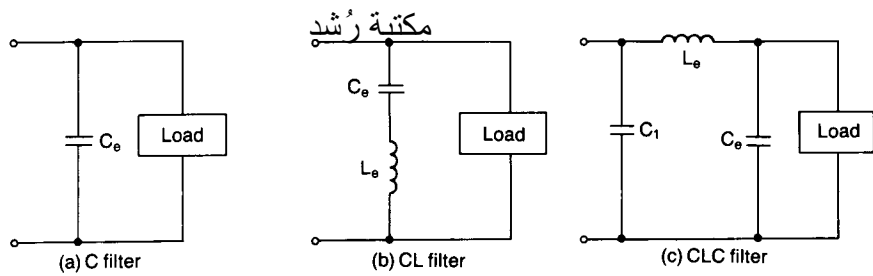 مكتبة رُشد
Cₑ
Load
(a) C filter
Cₑ
Lₑ
Load
(b) CL filter
Lₑ
C₁
Cₑ
Load
(c) CLC filter